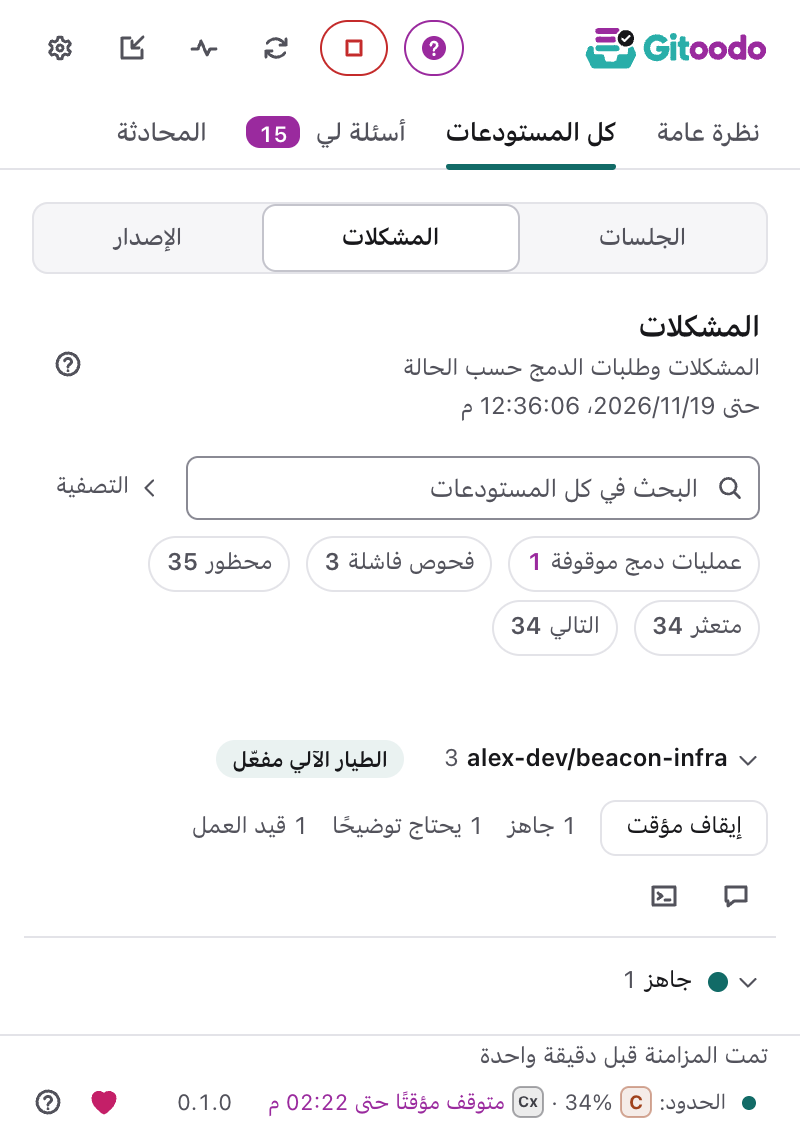 Gitoodo
نظرة عامة
كل المستودعات
أسئلة لي 15
المحادثة
الجلسات
المشكلات
الإصدار
المشكلات
المشكلات وطلبات الدمج حسب الحالة
حتى 2026/11/19، 12:36:06 م
البحث في كل المستودعات
التصفية
عمليات دمج موقوفة 1
فحوص فاشلة 3
محظور 35
متعثر 34
التالي 34
alex-dev/beacon-infra 3
الطيار الآلي مفعّل
إيقاف مؤقت
1 جاهز
1 يحتاج توضيحًا
1 قيد العمل
جاهز 1
تمت المزامنة قبل دقيقة واحدة
الحدود: C 34% · Cx متوقف مؤقتًا حتى 02:22 م
0.1.0